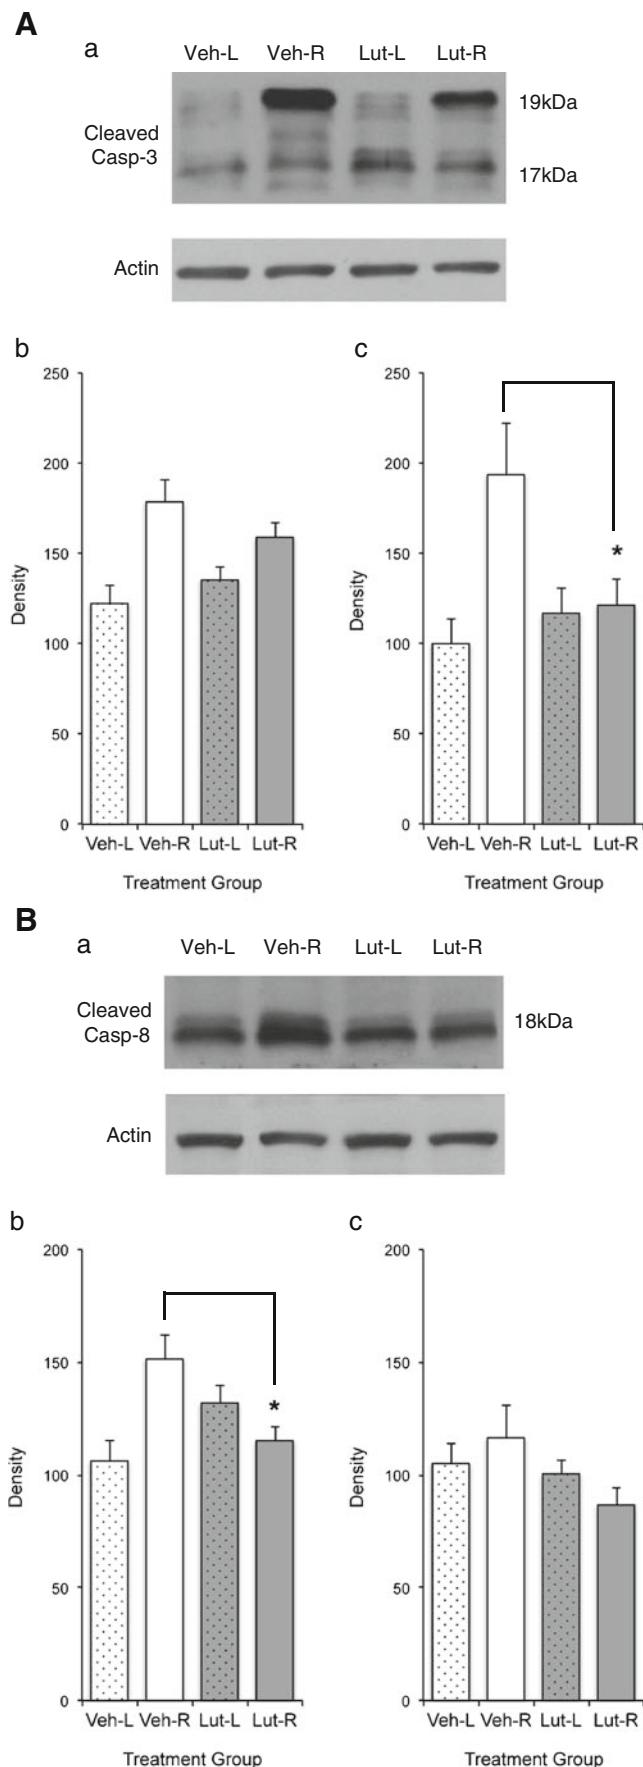 A
a
Veh-L Veh-R Lut-L Lut-R
Cleaved
Casp-3
19kDa
17kDa
Actin
b
250
200
150
100
50
0
Density
Veh-L Veh-R Lut-L Lut-R
Treatment Group
c
250
200
150
100
50
0
Density
*
Veh-L Veh-R Lut-L Lut-R
Treatment Group
B
a
Veh-L Veh-R Lut-L Lut-R
Cleaved
Casp-8
18kDa
Actin
b
200
150
100
50
0
Density
*
Veh-L Veh-R Lut-L Lut-R
Treatment Group
c
200
150
100
50
0
Density
Veh-L Veh-R Lut-L Lut-R
Treatment Group